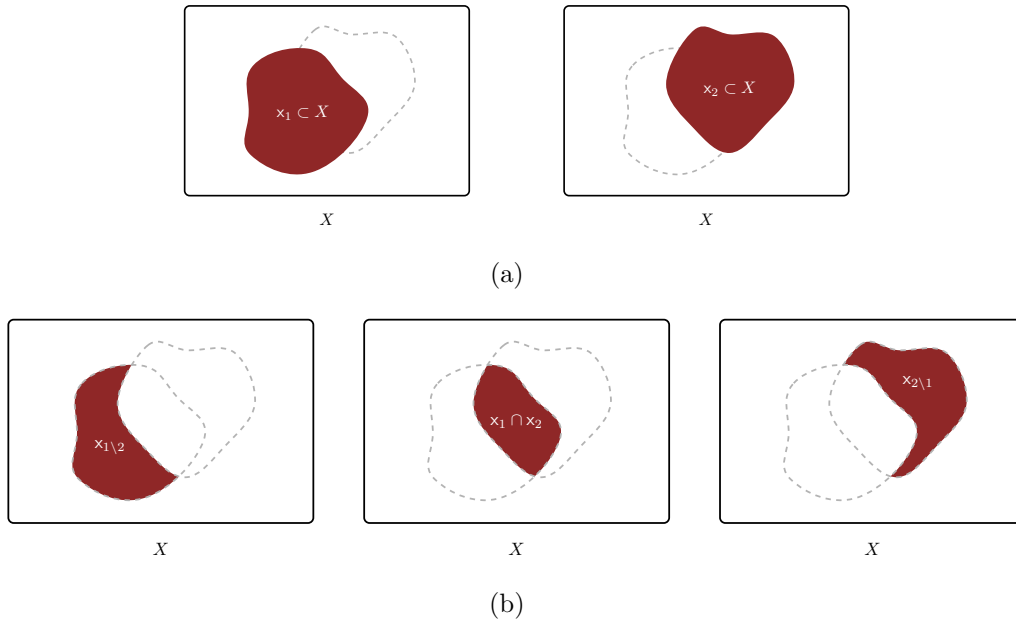 x₁ ⊂ X
x₂ ⊂ X
X
X
(a)
x₁\₂
x₁ ∩ x₂
x₂\₁
X
X
X
(b)